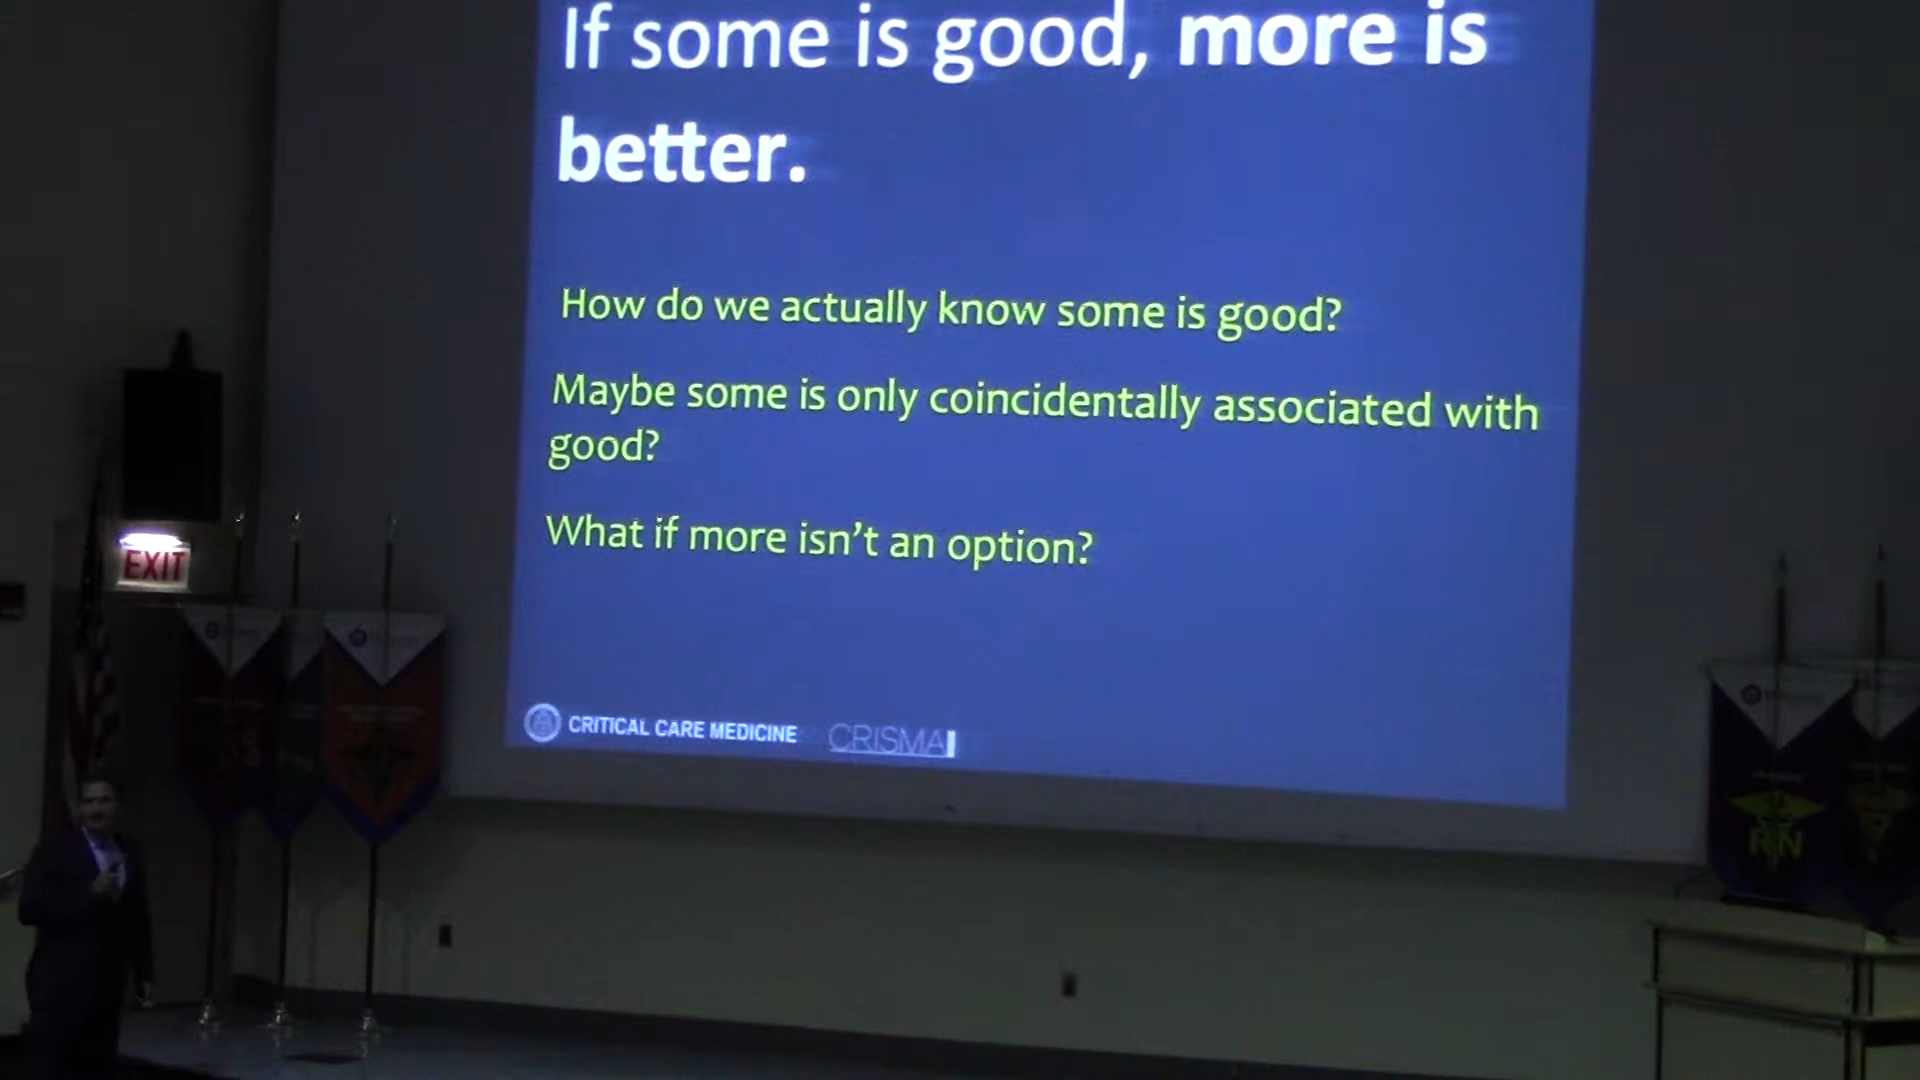 If some is good, more is
better.
How do we actually know some is good?
Maybe some is only coincidentally associated with
good?
What if more isn't an option?
CRITICAL CARE MEDICINE CRISMA
EXIT
RN